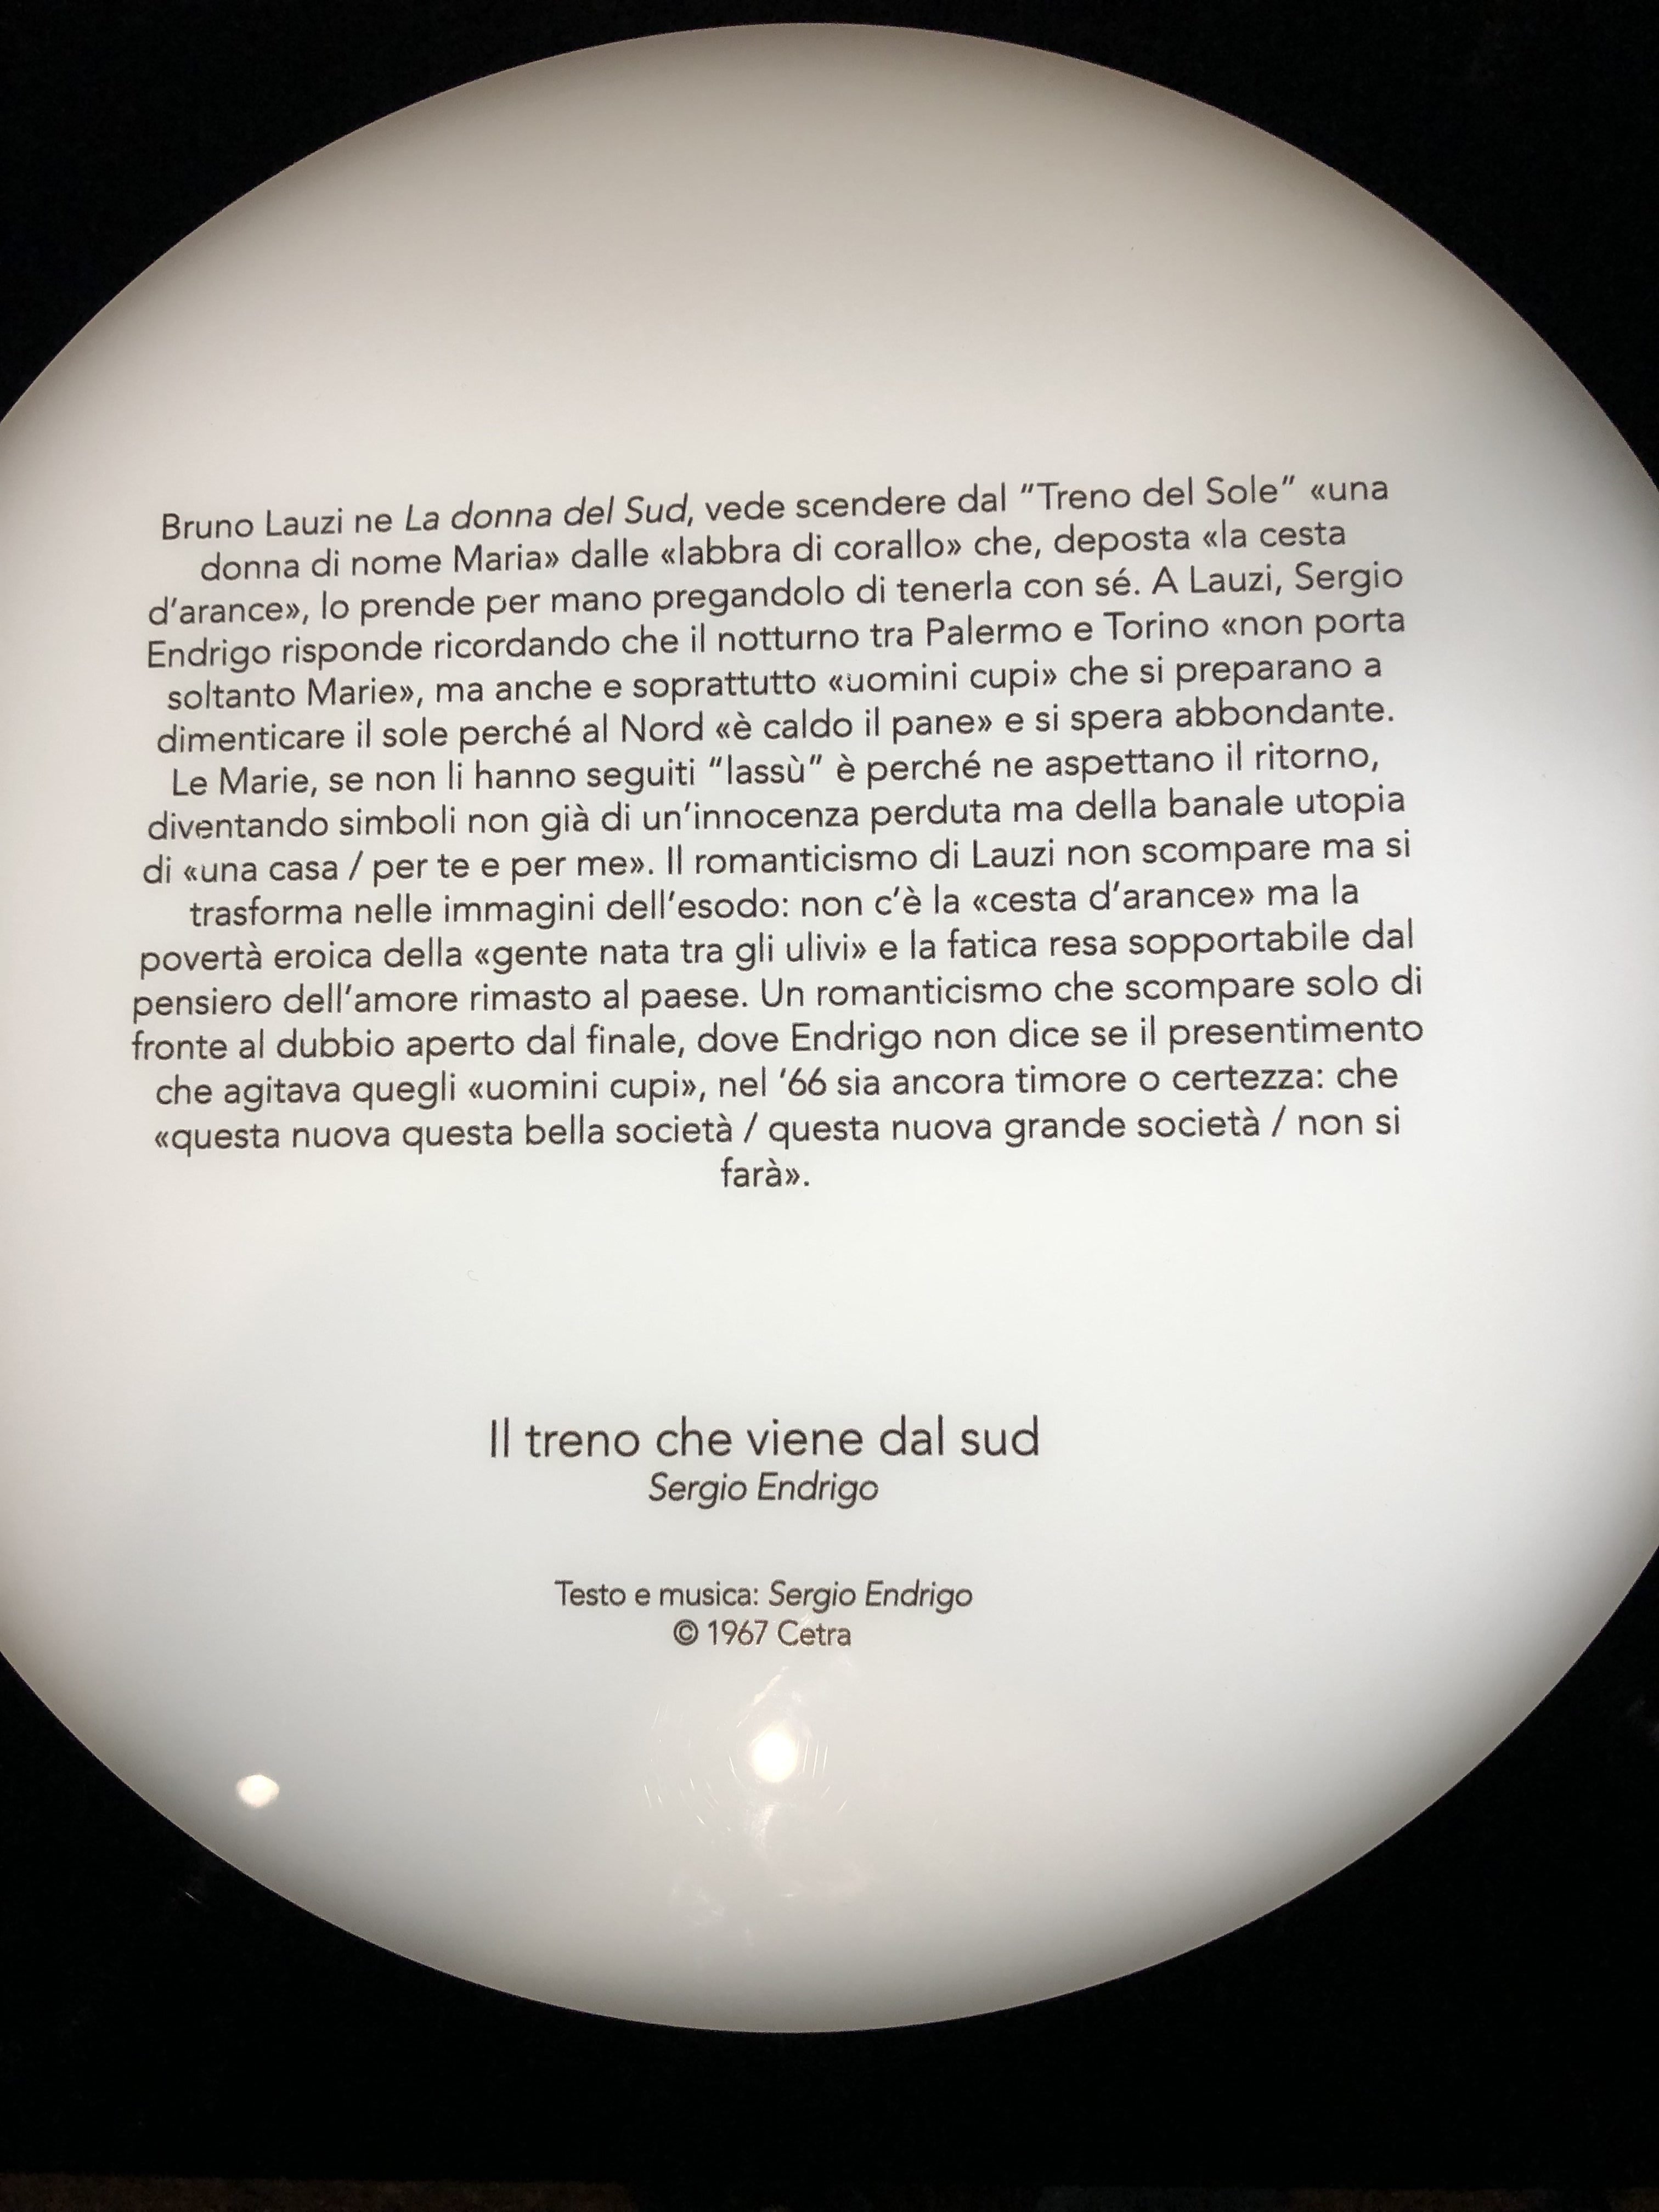 Bruno Lauzi ne La donna del Sud, vede scendere dal "Treno del Sole" «una
donna di nome Maria» dalle «labbra di corallo» che, deposta «la cesta
d'arance», lo prende per mano pregandolo di tenerla con sé. A Lauzi, Sergio
Endrigo risponde ricordando che il notturno tra Palermo e Torino «non porta
soltanto Marie», ma anche e soprattutto «uomini cupi» che si preparano a
dimenticare il sole perché al Nord «è caldo il pane» e si spera abbondante.
Le Marie, se non li hanno seguiti "lassù" è perché ne aspettano il ritorno,
diventando simboli non già di un'innocenza perduta ma della banale utopia
di «una casa / per te e per me». Il romanticismo di Lauzi non scompare ma si
trasforma nelle immagini dell'esodo: non c'è la «cesta d'arance» ma la
povertà eroica della «gente nata tra gli ulivi» e la fatica resa sopportabile dal
pensiero dell'amore rimasto al paese. Un romanticismo che scompare solo di
fronte al dubbio aperto dal finale, dove Endrigo non dice se il presentimento
che agitava quegli «uomini cupi», nel '66 sia ancora timore o certezza: che
«questa nuova questa bella società / questa nuova grande società / non si
farà».
Il treno che viene dal sud
Sergio Endrigo
Testo e musica: Sergio Endrigo
© 1967 Cetra